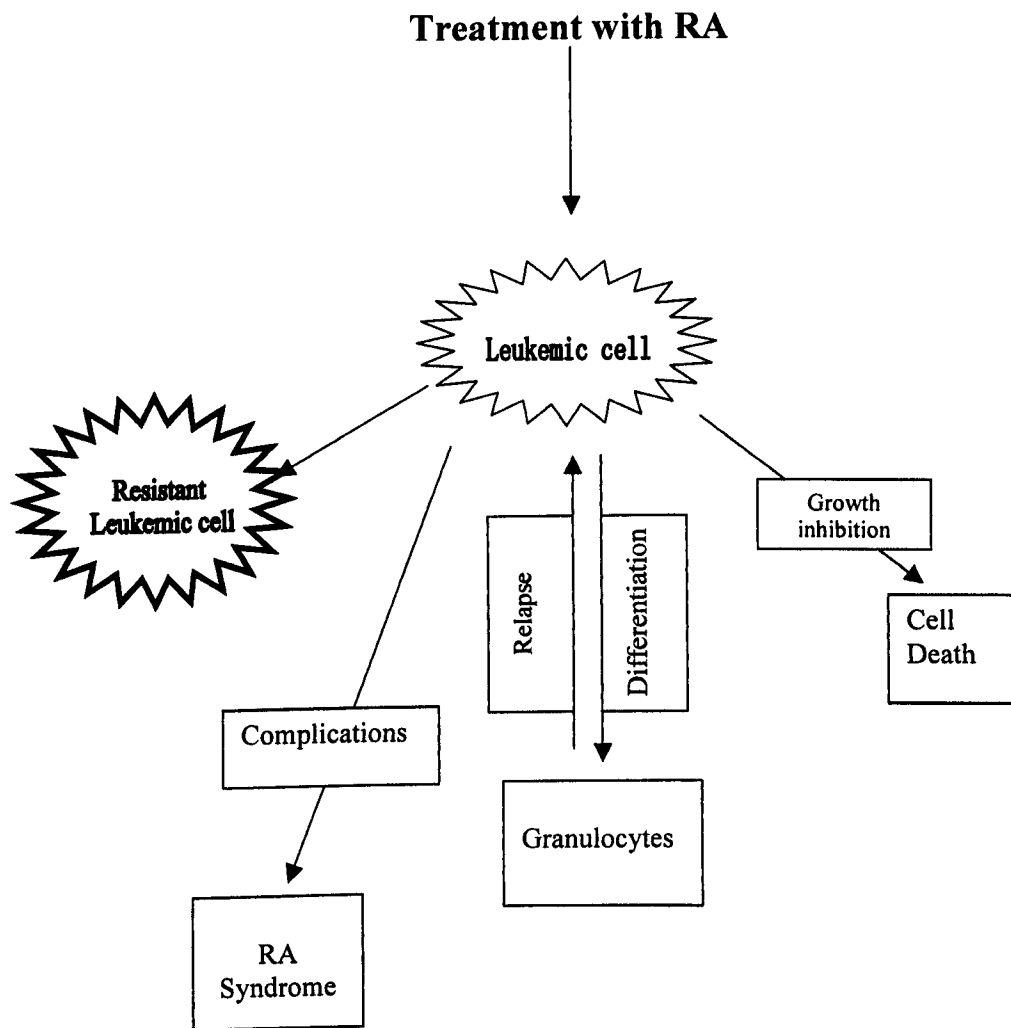 Treatment with RA
Leukemic cell
Resistant
Leukemic cell
Growth
inhibition
Relapse
Differentiation
Cell
Death
Complications
Granulocytes
RA
Syndrome